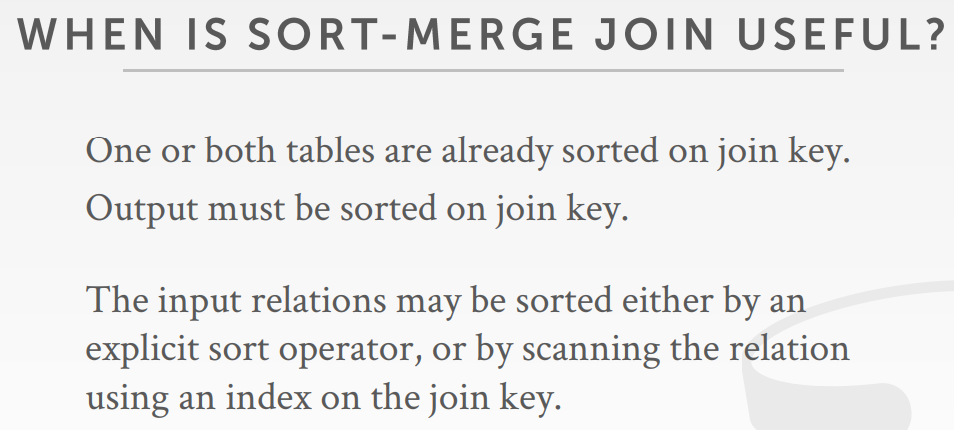 WHEN IS SORT-MERGE JOIN USEFUL?
One or both tables are already sorted on join key.
Output must be sorted on join key.
The input relations may be sorted either by an
explicit sort operator, or by scanning the relation
using an index on the join key.